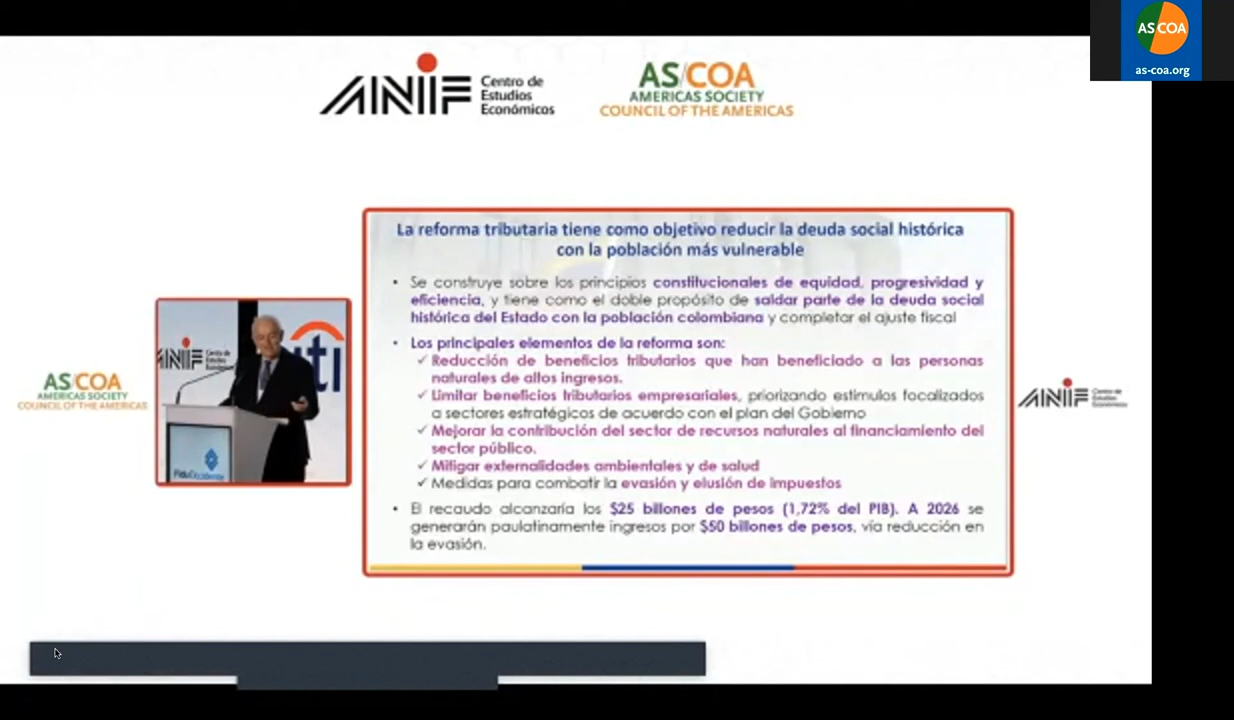 AS/COA
as-coa.org
ANIF Centro de
Estudios
Económicos
AS/COA
AMERICAS SOCIETY
COUNCIL OF THE AMERICAS
La reforma tributaria tiene como objetivo reducir la deuda social histórica
con la población más vulnerable
• Se construye sobre los principios constitucionales de equidad, progresividad y
eficiencia, y tiene como el doble propósito de saldar parte de la deuda social
histórica del Estado con la población colombiana y completar el ajuste fiscal
• Los principales elementos de la reforma son:
✓ Reducción de beneficios tributarios que han beneficiado a las personas
naturales de altos ingresos.
✓ Limitar beneficios tributarios empresariales, priorizando estímulos focalizados
a sectores estratégicos de acuerdo con el plan del Gobierno
✓ Mejorar la contribución del sector de recursos naturales al financiamiento del
sector público.
✓ Mitigar externalidades ambientales y de salud
✓ Medidas para combatir la evasión y elusión de impuestos
• El recaudo alcanzaría los $25 billones de pesos (1,72% del PIB). A 2026 se
generarán paulatinamente ingresos por $50 billones de pesos, vía reducción en
la evasión.
AS/COA
AMERICAS SOCIETY
COUNCIL OF THE AMERICAS
ANIF Centro de
Estudios
Económicos
citi
FiduOccidente
ANIF Centro de
Estudios
Económicos